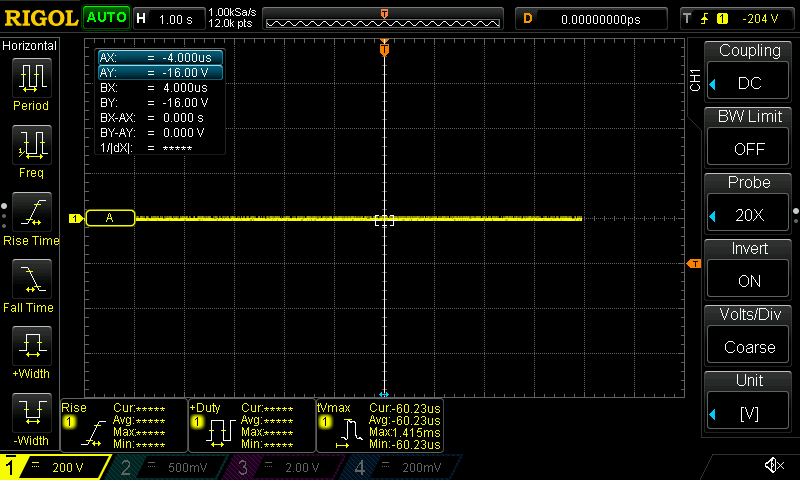 RIGOL AUTO H 1.00 s 1.00kSa/s 12.0k pts T D 0.00000000ps T 1 -204 V
Horizontal
Period
Freq
Rise Time
Fall Time
+Width
-Width
AX: = -4.000us
AY: = -16.00 V
BX: = 4.000us
BY: = -16.00 V
BX-AX: = 0.000 s
BY-AY: = 0.000 V
1/|dX|: = *****
T
1 A
T
CH1
Coupling
DC
BW Limit
OFF
Probe
20X
Invert
ON
Volts/Div
Coarse
Unit
[V]
Rise
1
Cur:*****
Avg:*****
Max:*****
Min:*****
+Duty
1
Cur:*****
Avg:*****
Max:*****
Min:*****
tVmax
1
Cur:-60.23us
Avg:-60.23us
Max:1.415ms
Min:-60.23us
1 = 200 V 2 = 500mV 3 = 2.00 V 4 = 200mV